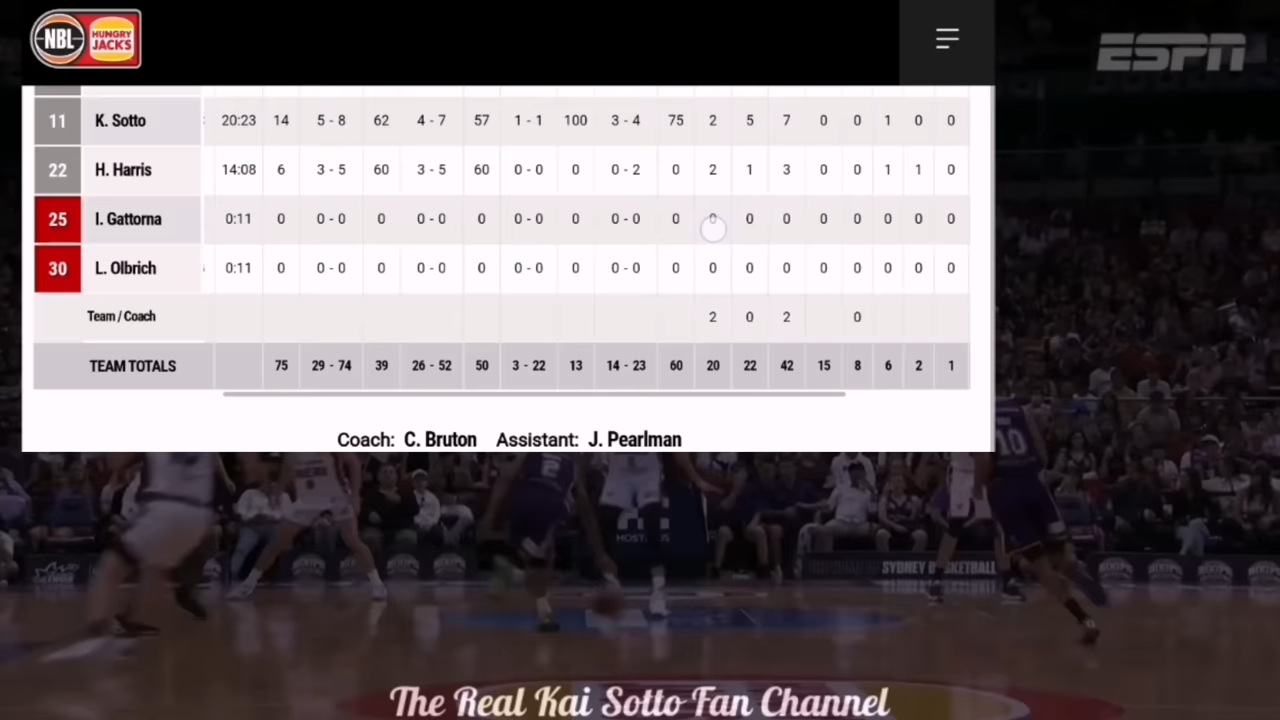 NBL HUNGRY JACKS
ESPN
11 K. Sotto 20:23 14 5 - 8 62 4 - 7 57 1 - 1 100 3 - 4 75 2 5 7 0 0 1 0 0
22 H. Harris 14:08 6 3 - 5 60 3 - 5 60 0 - 0 0 0 - 2 0 2 1 3 0 0 1 1 0
25 I. Gattorna 0:11 0 0 - 0 0 0 - 0 0 0 - 0 0 0 - 0 0 0 0 0 0 0 0 0 0
30 L. Olbrich 0:11 0 0 - 0 0 0 - 0 0 0 - 0 0 0 - 0 0 0 0 0 0 0 0 0 0
Team / Coach 2 0 2 0
TEAM TOTALS 75 29 - 74 39 26 - 52 50 3 - 22 13 14 - 23 60 20 22 42 15 8 6 2 1
Coach: C. Bruton Assistant: J. Pearlman
10
2
SYDNEY BASKETBALL
HOOPS HOOPS HOOPS HOOPS
The Real Kai Sotto Fan Channel